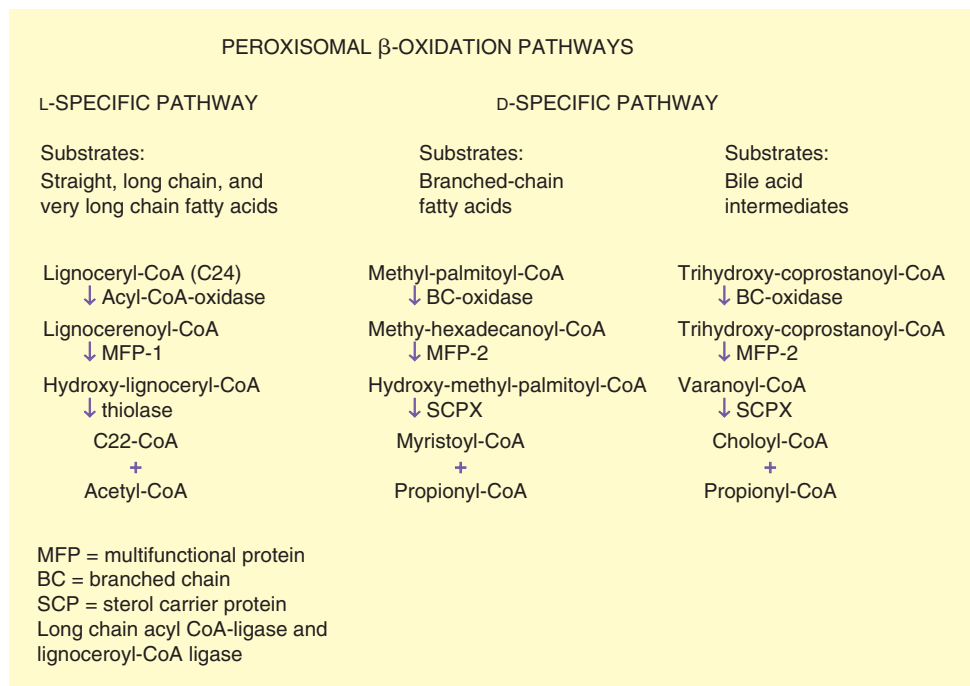 PEROXISOMAL β-OXIDATION PATHWAYS
L-SPECIFIC PATHWAY
D-SPECIFIC PATHWAY
Substrates:
Straight, long chain, and
very long chain fatty acids
Substrates:
Branched-chain
fatty acids
Substrates:
Bile acid
intermediates
Lignoceryl-CoA (C24)
↓ Acyl-CoA-oxidase
Lignocerenoyl-CoA
↓ MFP-1
Hydroxy-lignoceryl-CoA
↓ thiolase
C22-CoA
+
Acetyl-CoA
Methyl-palmitoyl-CoA
↓ BC-oxidase
Methy-hexadecanoyl-CoA
↓ MFP-2
Hydroxy-methyl-palmitoyl-CoA
↓ SCPX
Myristoyl-CoA
+
Propionyl-CoA
Trihydroxy-coprostanoyl-CoA
↓ BC-oxidase
Trihydroxy-coprostanoyl-CoA
↓ MFP-2
Varanoyl-CoA
↓ SCPX
Choloyl-CoA
+
Propionyl-CoA
MFP = multifunctional protein
BC = branched chain
SCP = sterol carrier protein
Long chain acyl CoA-ligase and
lignoceroyl-CoA ligase